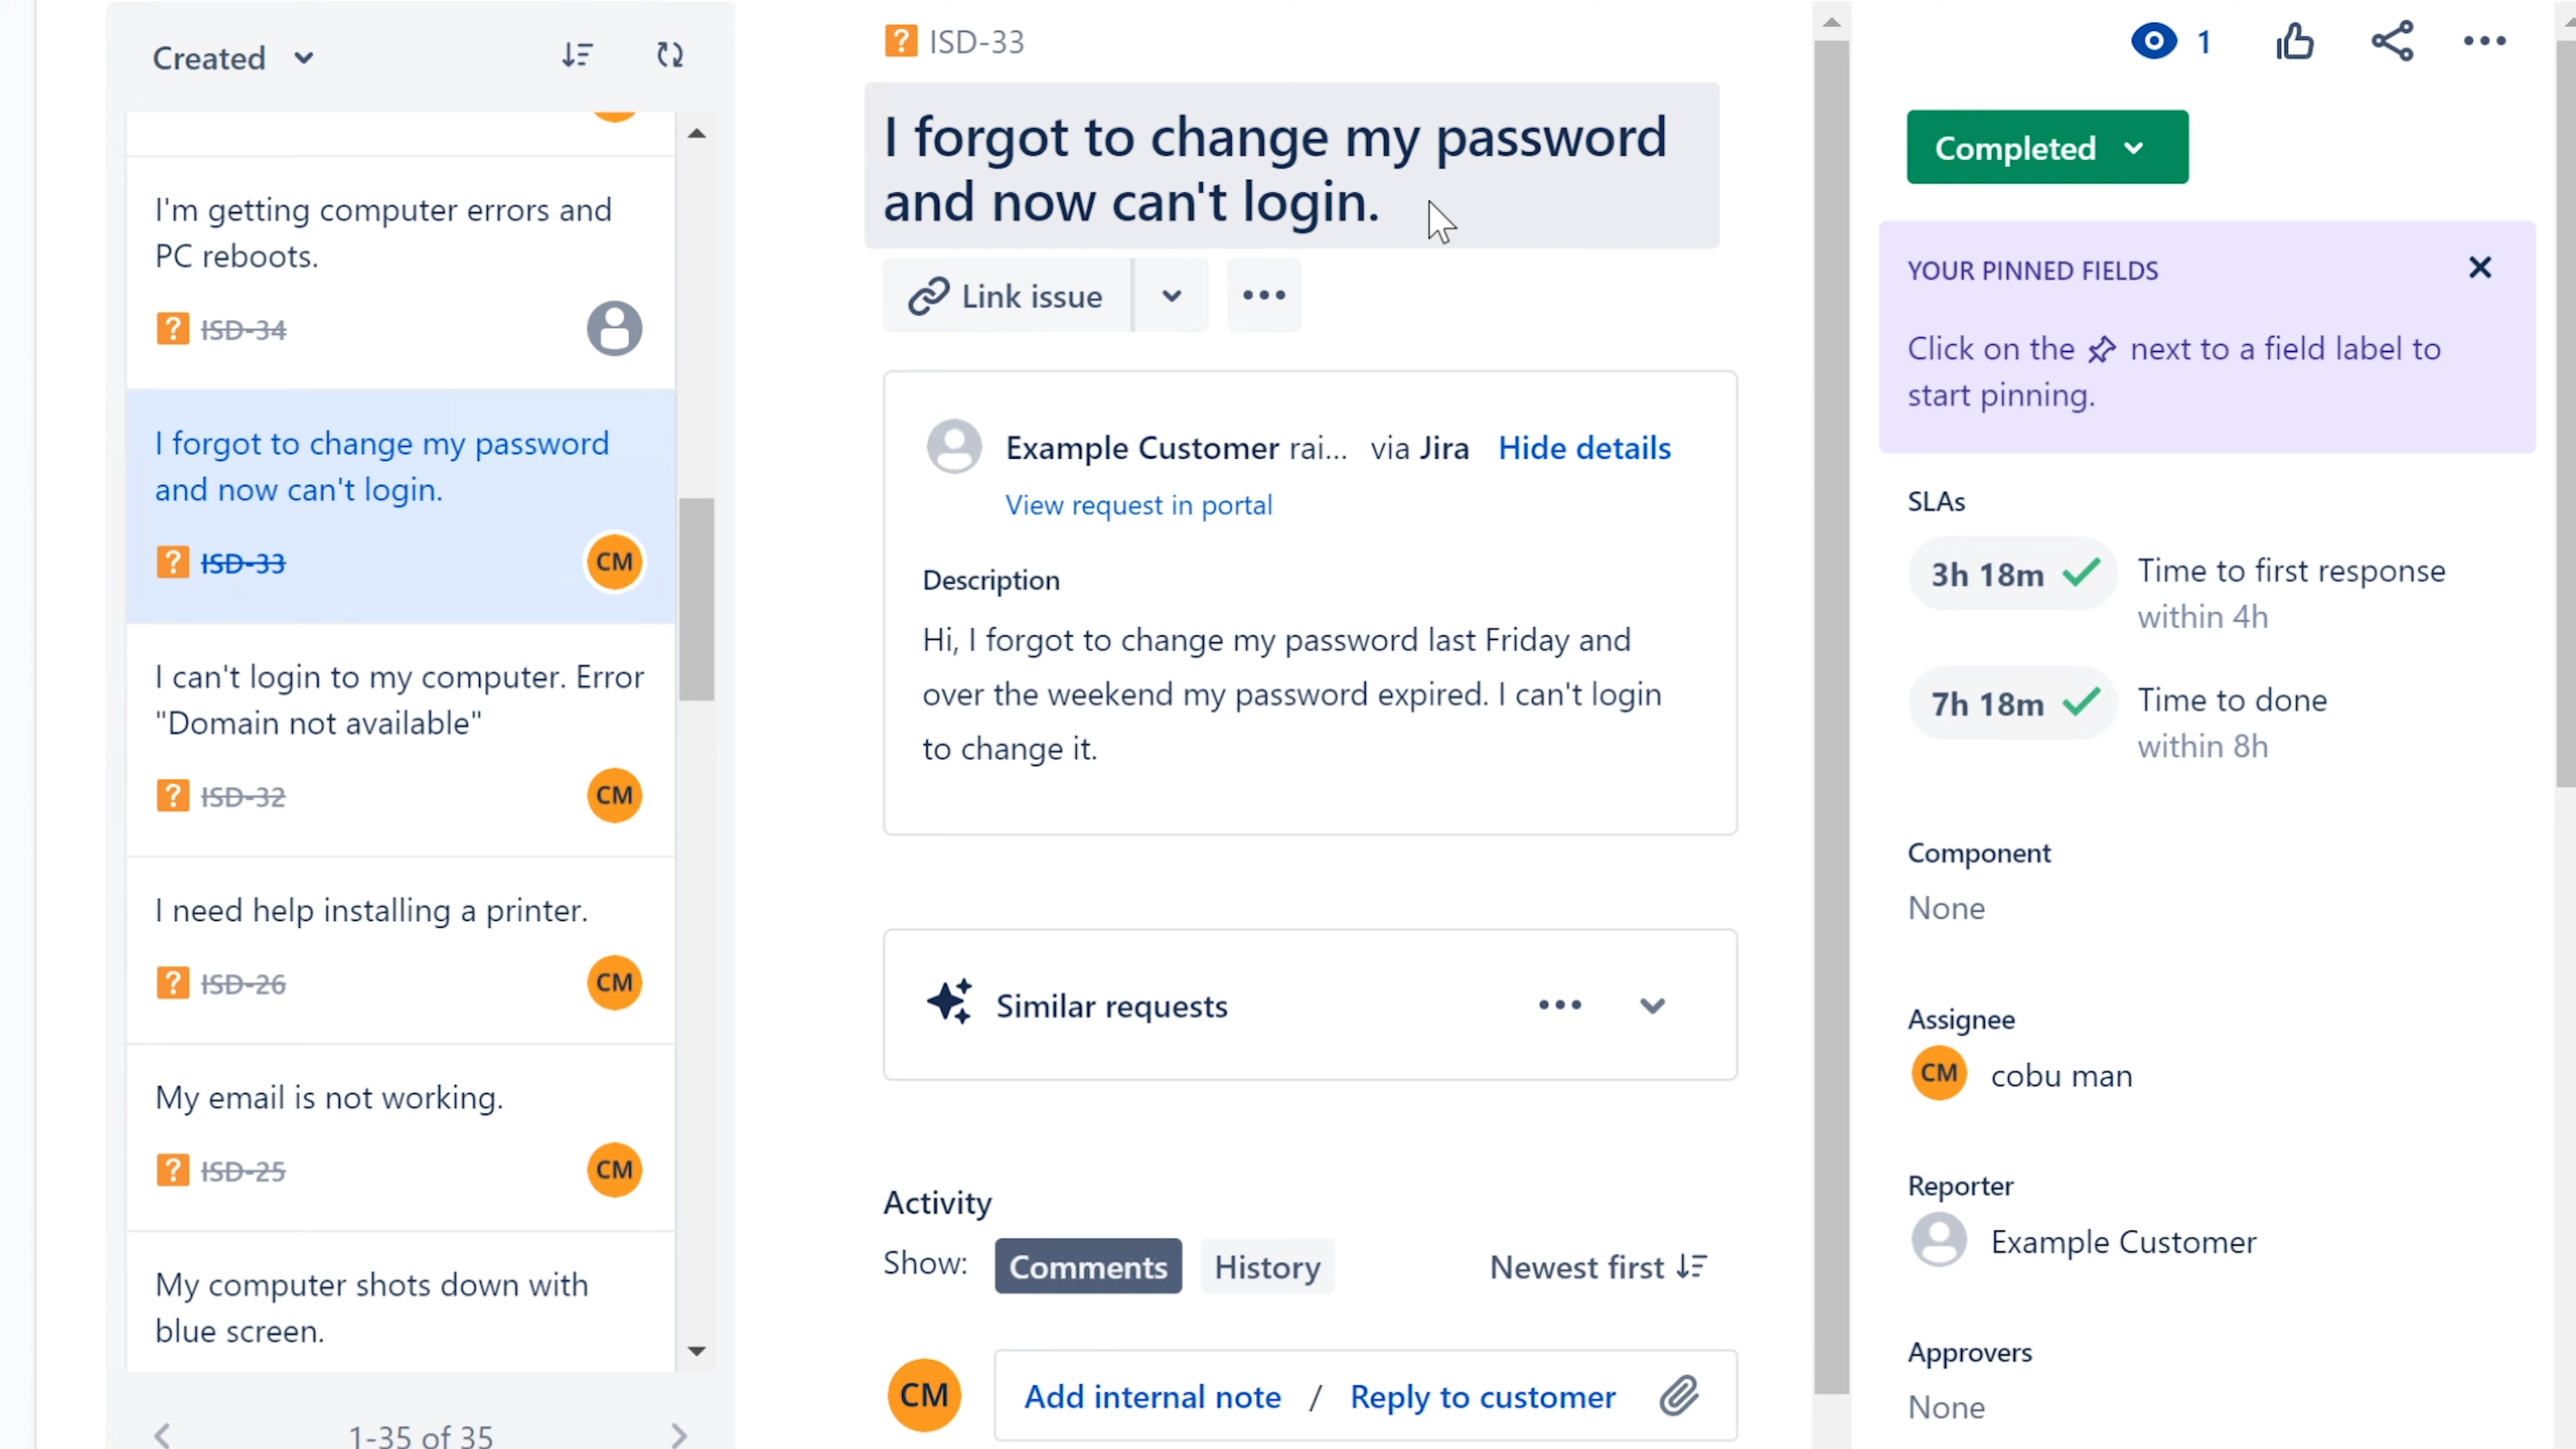 Created
I'm getting computer errors and
PC reboots.
ISD-34
I forgot to change my password
and now can't login.
ISD-33
CM
I can't login to my computer. Error
"Domain not available"
ISD-32
CM
I need help installing a printer.
ISD-26
CM
My email is not working.
ISD-25
CM
My computer shots down with
blue screen.
1-35 of 35
ISD-33
I forgot to change my password
and now can't login.
Link issue
Example Customer rai... via Jira Hide details
View request in portal
Description
Hi, I forgot to change my password last Friday and
over the weekend my password expired. I can't login
to change it.
Similar requests
Activity
Show: Comments History Newest first
CM Add internal note / Reply to customer
1
Completed
YOUR PINNED FIELDS
Click on the next to a field label to
start pinning.
SLAs
3h 18m Time to first response
within 4h
7h 18m Time to done
within 8h
Component
None
Assignee
CM cobu man
Reporter
Example Customer
Approvers
None